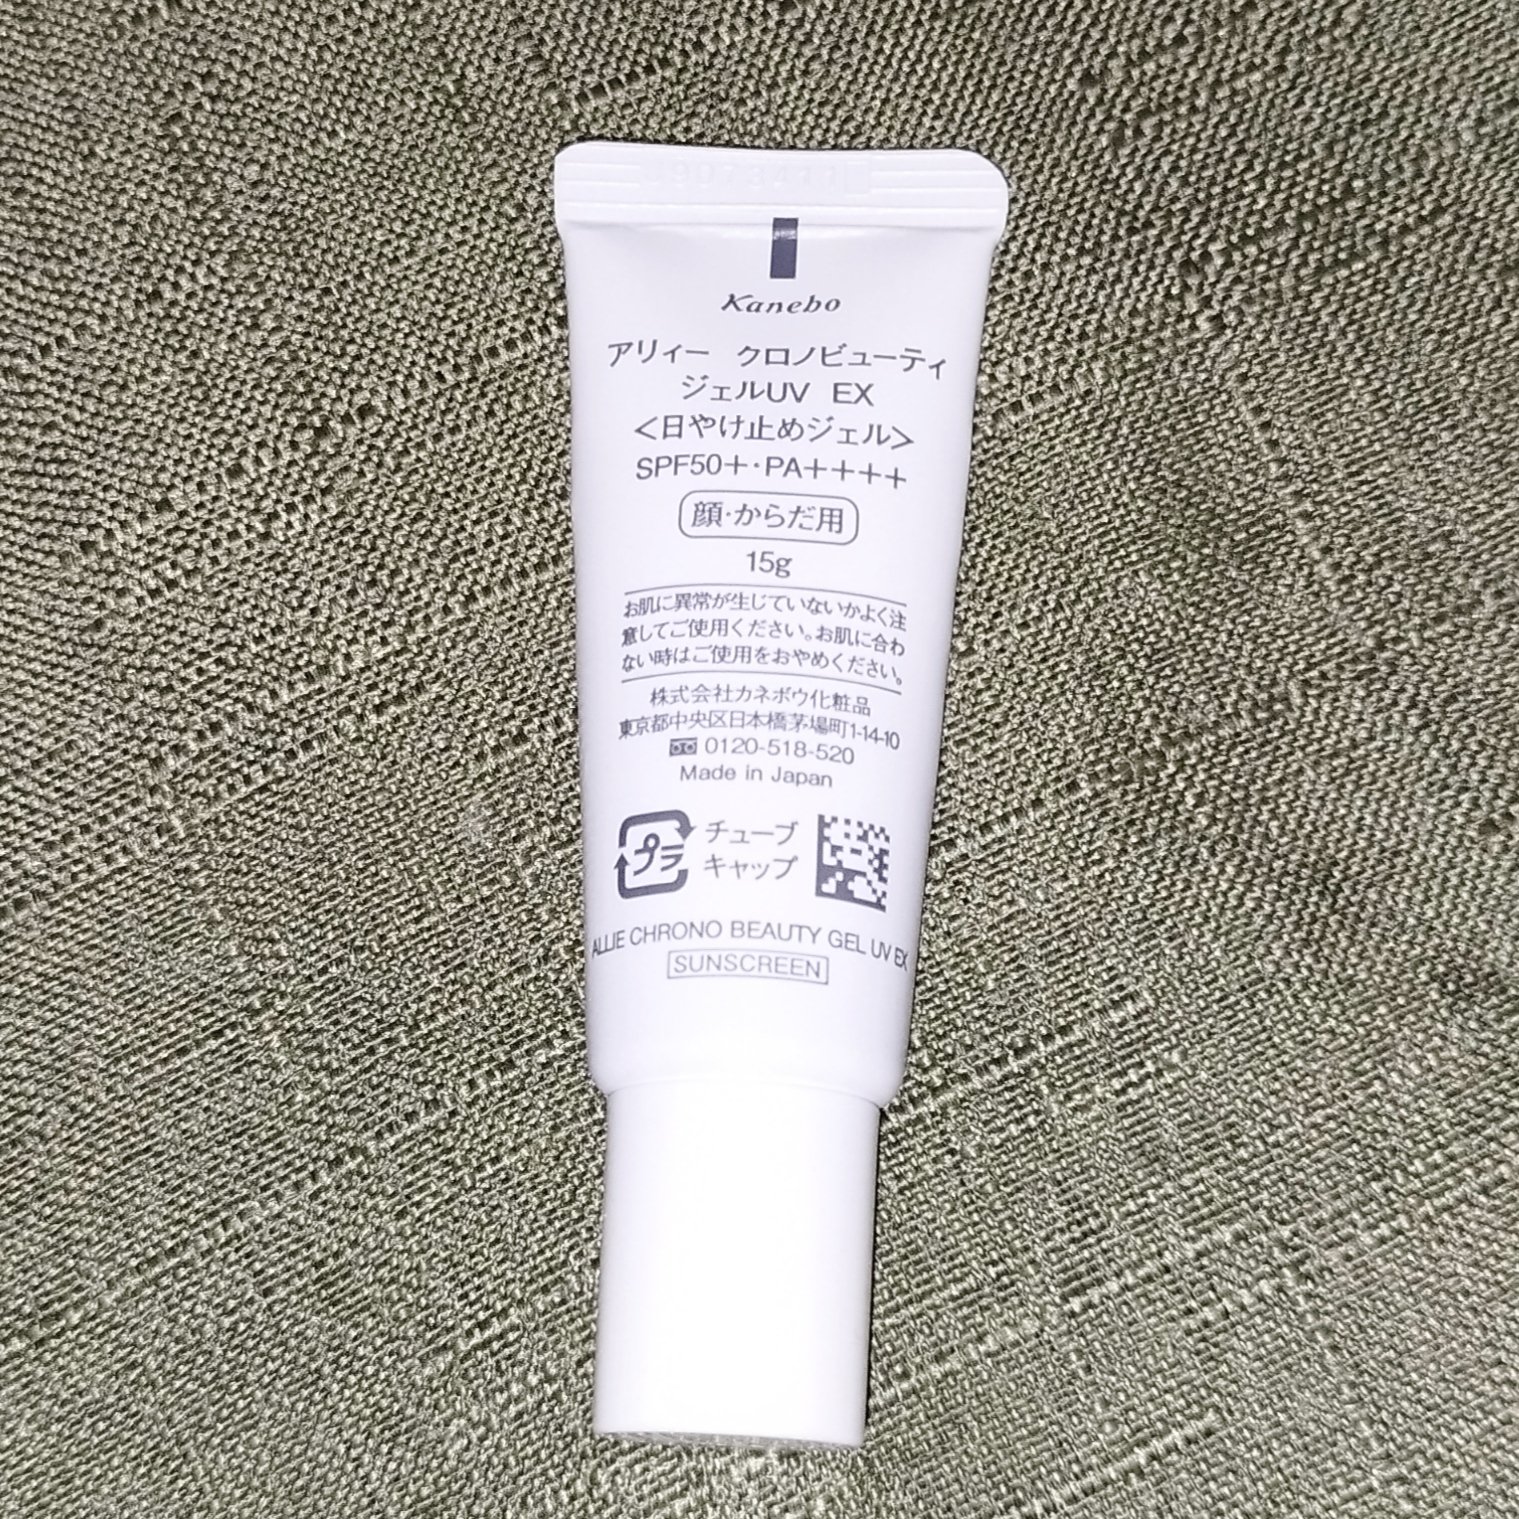 Kanebo
アリィー クロノビューティ
ジェルUV EX
<日やけ止めジェル>
SPF50+・PA++++
顔・からだ用
15g
お肌に異常が生じていないかよく注
意してご使用ください。お肌に合わ
ない時はご使用をおやめください。
株式会社カネボウ化粧品
東京都中央区日本橋茅場町1-14-10
0120-518-520
Made in Japan
プラ
チューブ
キャップ
ALLIE CHRONO BEAUTY GEL UV EX
SUNSCREEN